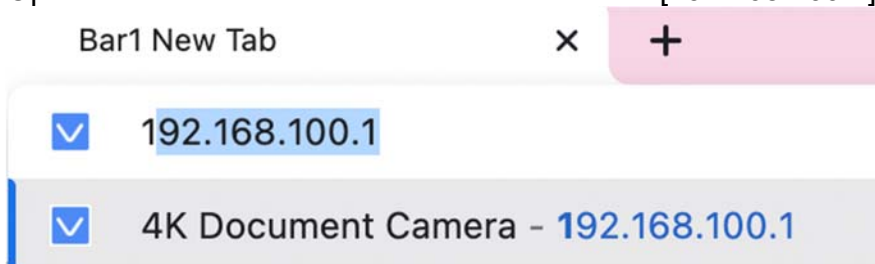 Bar1 New Tab × +
192.168.100.1
4K Document Camera - 192.168.100.1